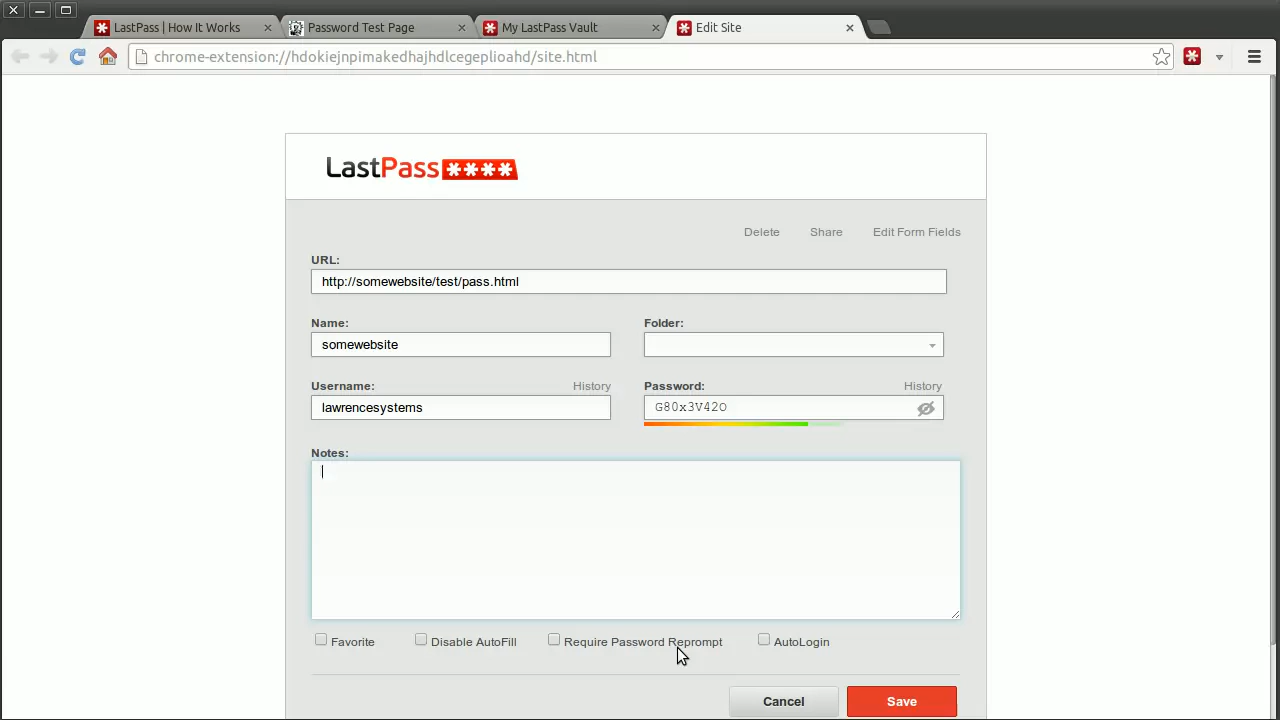 LastPass | How It Works
Password Test Page
My LastPass Vault
Edit Site
chrome-extension://hdokiejnpimakedhajhdlcegeplioahd/site.html
LastPass ****
Delete
Share
Edit Form Fields
URL:
http://somewebsite/test/pass.html
Name:
Folder:
somewebsite
Username:
History
Password:
History
lawrencesystems
G80x3V42O
Notes:
Favorite
Disable AutoFill
Require Password Reprompt
AutoLogin
Cancel
Save